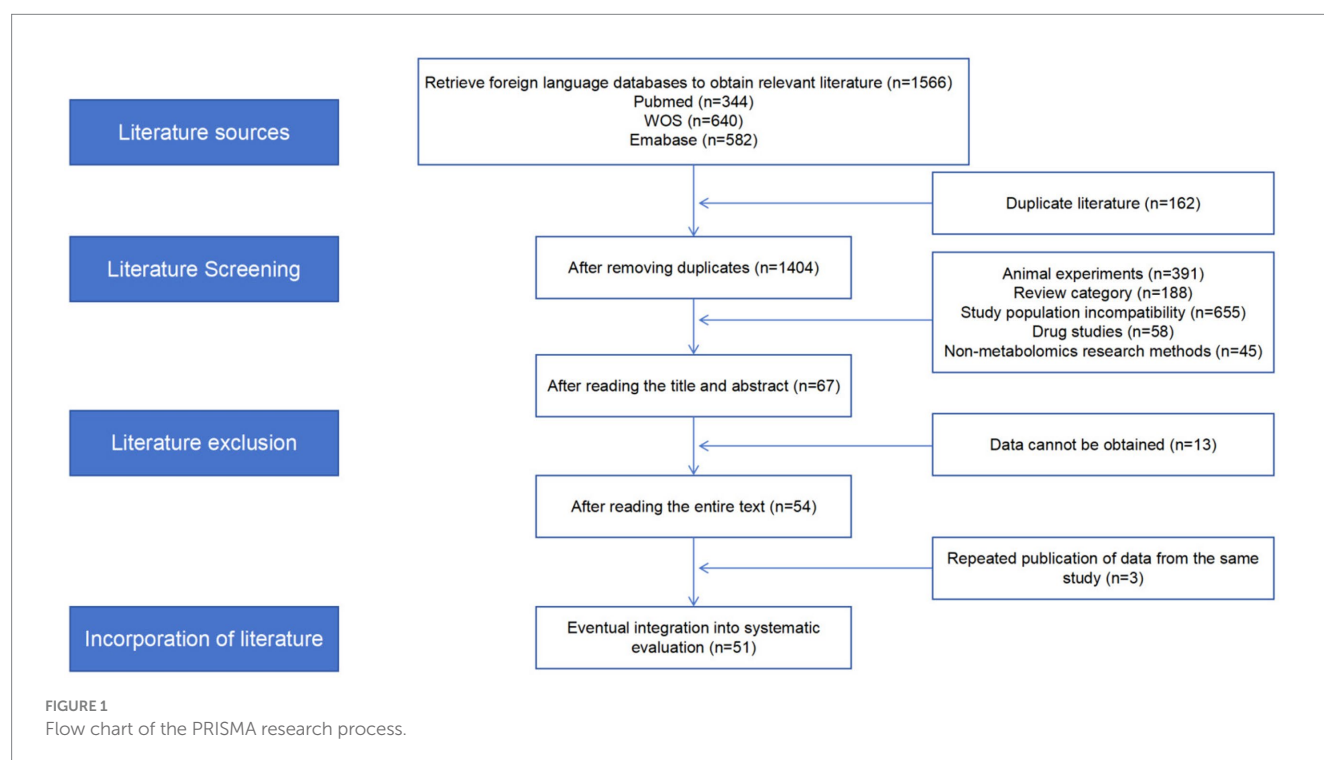 Literature sources
Retrieve foreign language databases to obtain relevant literature (n=1566)
Pubmed (n=344)
WOS (n=640)
Emabase (n=582)
Duplicate literature (n=162)
Literature Screening
After removing duplicates (n=1404)
Animal experiments (n=391)
Review category (n=188)
Study population incompatibility (n=655)
Drug studies (n=58)
Non-metabolomics research methods (n=45)
After reading the title and abstract (n=67)
Literature exclusion
Data cannot be obtained (n=13)
After reading the entire text (n=54)
Repeated publication of data from the same
study (n=3)
Incorporation of literature
Eventual integration into systematic
evaluation (n=51)
FIGURE 1
Flow chart of the PRISMA research process.